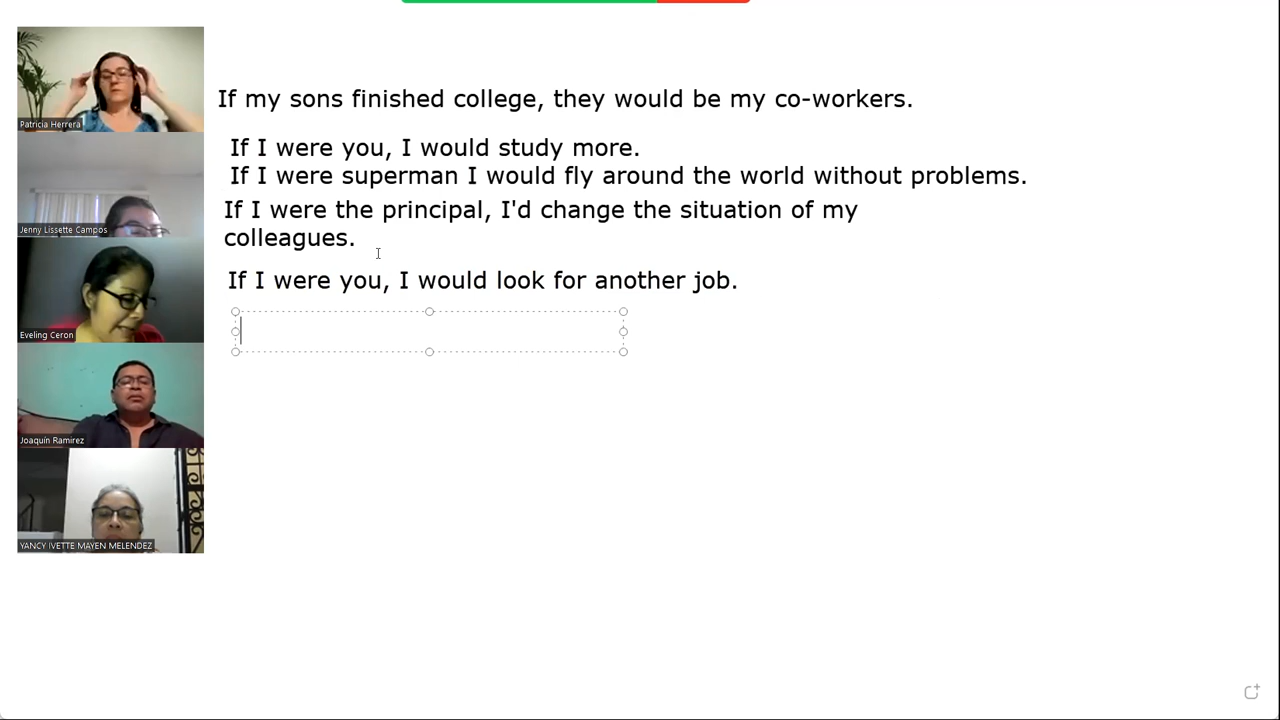 Patricia Herrera
Jenny Lissette Campos
Eveling Ceron
Joaquín Ramirez
YANCY IVETTE MAYEN MELENDEZ
If my sons finished college, they would be my co-workers.
If I were you, I would study more.
If I were superman I would fly around the world without problems.
If I were the principal, I'd change the situation of my
colleagues.
If I were you, I would look for another job.